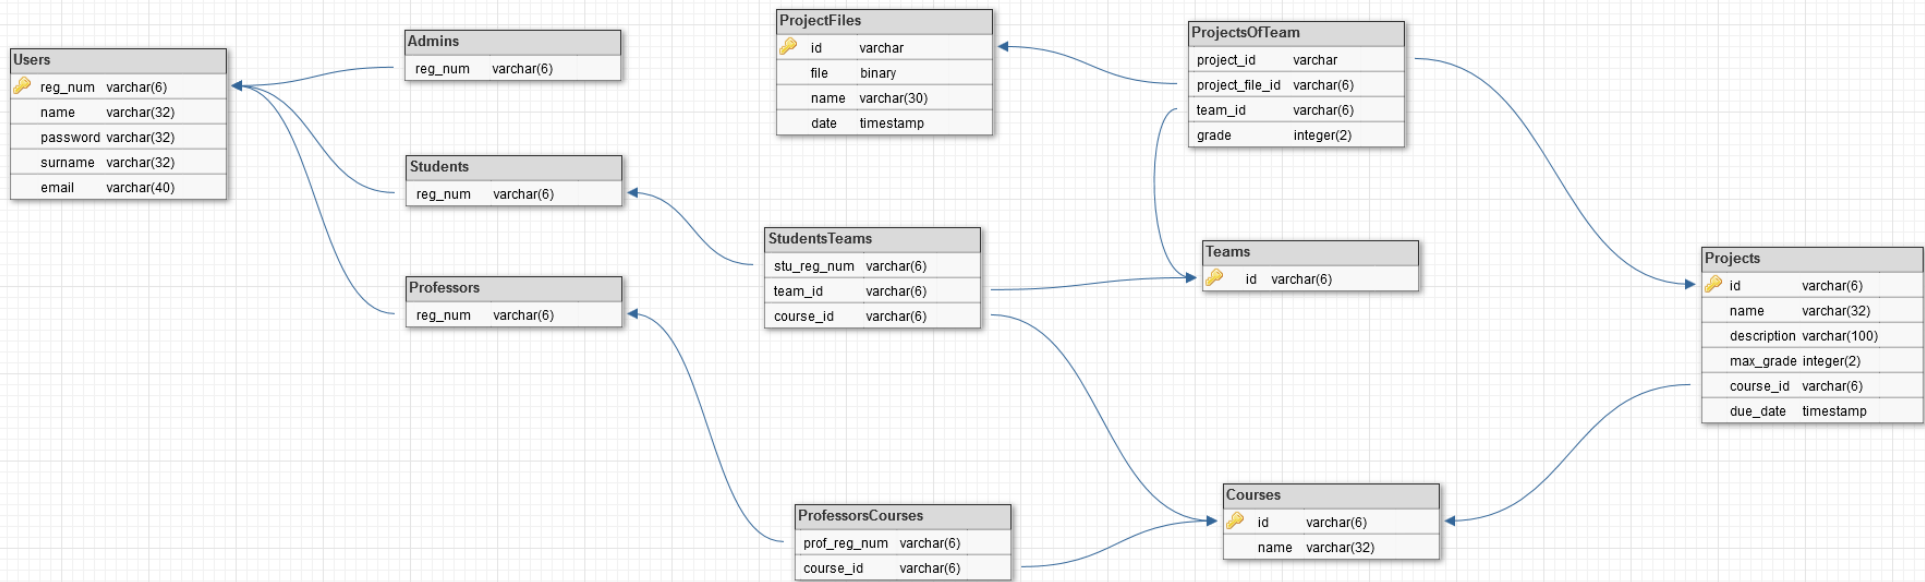 Users
reg_num varchar(6)
name varchar(32)
password varchar(32)
surname varchar(32)
email varchar(40)
Admins
reg_num varchar(6)
Students
reg_num varchar(6)
Professors
reg_num varchar(6)
ProjectFiles
id varchar
file binary
name varchar(30)
date timestamp
StudentsTeams
stu_reg_num varchar(6)
team_id varchar(6)
course_id varchar(6)
ProfessorsCourses
prof_reg_num varchar(6)
course_id varchar(6)
ProjectsOfTeam
project_id varchar
project_file_id varchar(6)
team_id varchar(6)
grade integer(2)
Teams
id varchar(6)
Courses
id varchar(6)
name varchar(32)
Projects
id varchar(6)
name varchar(32)
description varchar(100)
max_grade integer(2)
course_id varchar(6)
due_date timestamp